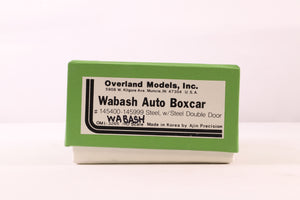 Overland Models, Inc.
3808 W. Kilgore Ave. Muncie, IN 47304 U.S.A.
Wabash Auto Boxcar
# 145400-145999 Steel, w/Steel Double Door
WABASH
Made in Korea by Ajin Precision